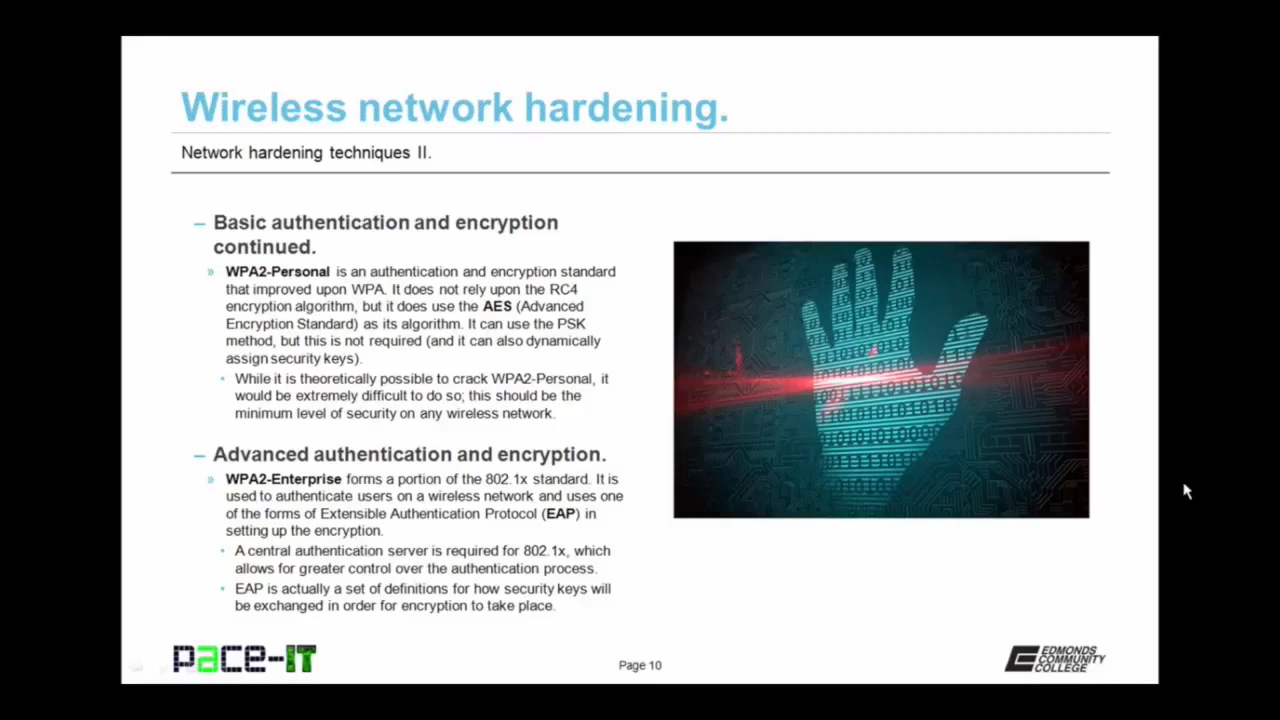 Wireless network hardening.
Network hardening techniques II.
– Basic authentication and encryption
continued.
» WPA2-Personal is an authentication and encryption standard
that improved upon WPA. It does not rely upon the RC4
encryption algorithm, but it does use the AES (Advanced
Encryption Standard) as its algorithm. It can use the PSK
method, but this is not required (and it can also dynamically
assign security keys).
• While it is theoretically possible to crack WPA2-Personal, it
would be extremely difficult to do so; this should be the
minimum level of security on any wireless network.
– Advanced authentication and encryption.
» WPA2-Enterprise forms a portion of the 802.1x standard. It is
used to authenticate users on a wireless network and uses one
of the forms of Extensible Authentication Protocol (EAP) in
setting up the encryption.
• A central authentication server is required for 802.1x, which
allows for greater control over the authentication process.
• EAP is actually a set of definitions for how security keys will
be exchanged in order for encryption to take place.
PACE-IT
Page 10
EDMONDS
COMMUNITY
COLLEGE